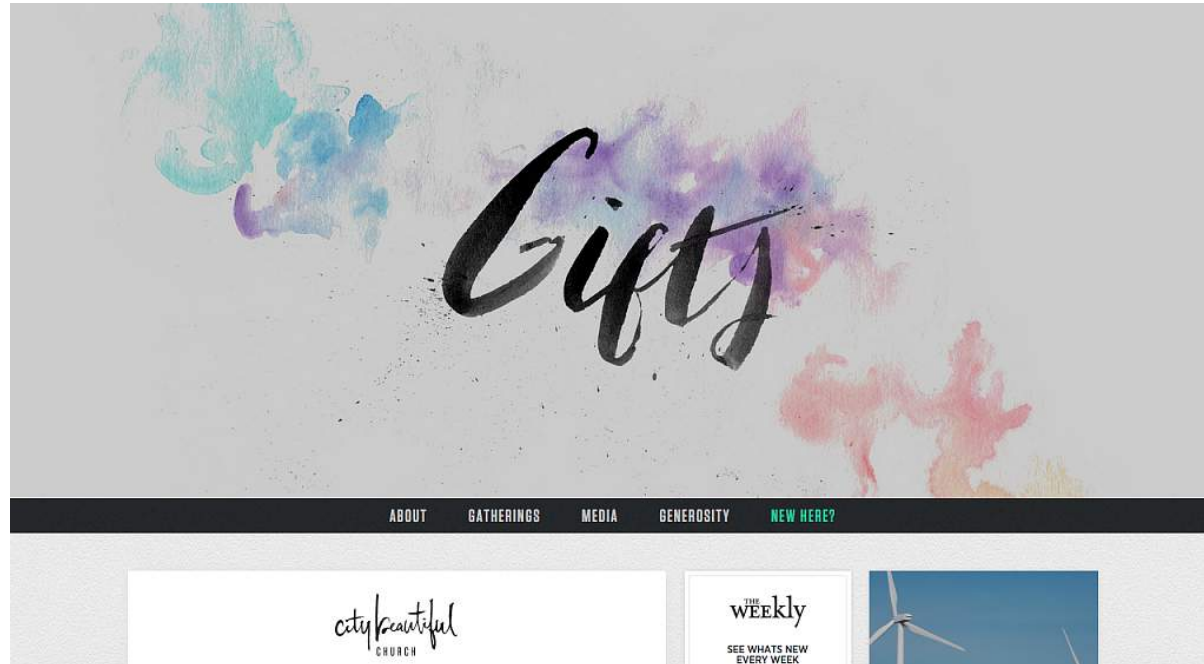 Gifts
ABOUT GATHERINGS MEDIA GENEROSITY NEW HERE?
city beautiful
CHURCH
THE
WEEkly
SEE WHATS NEW
EVERY WEEK